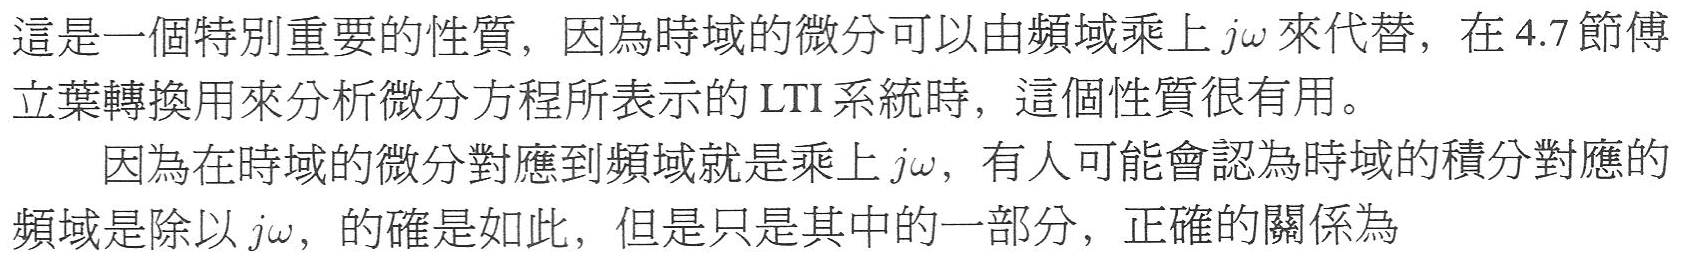 這是一個特別重要的性質，因為時域的微分可以由頻域乘上 jω 來代替，在 4.7 節傅
立葉轉換用來分析微分方程所表示的 LTI 系統時，這個性質很有用。
因為在時域的微分對應到頻域就是乘上 jω，有人可能會認為時域的積分對應的
頻域是除以 jω，的確是如此，但是只是其中的一部分，正確的關係為